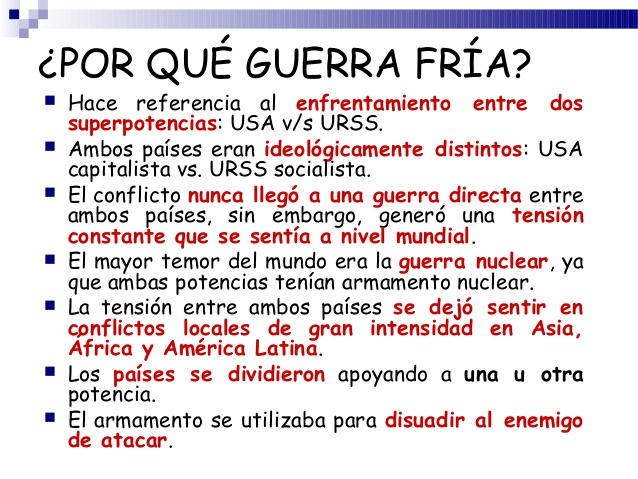 ¿POR QUÉ GUERRA FRÍA?
Hace referencia al enfrentamiento entre dos
superpotencias: USA v/s URSS.
Ambos países eran ideológicamente distintos: USA
capitalista vs. URSS socialista.
El conflicto nunca llegó a una guerra directa entre
ambos países, sin embargo, generó una tensión
constante que se sentía a nivel mundial.
El mayor temor del mundo era la guerra nuclear, ya
que ambas potencias tenían armamento nuclear.
La tensión entre ambos países se dejó sentir en
conflictos locales de gran intensidad en Asia,
África y América Latina.
Los países se dividieron apoyando a una u otra
potencia.
El armamento se utilizaba para disuadir al enemigo
de atacar.